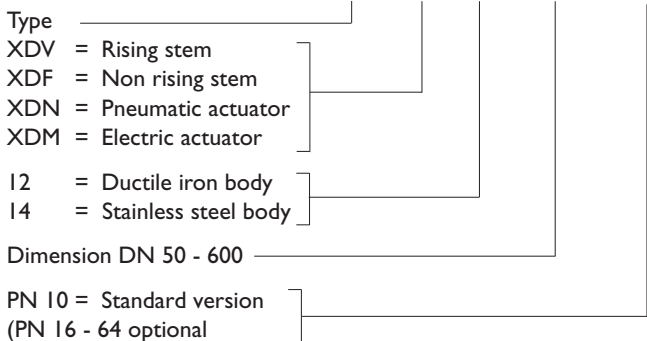 Type
XDV = Rising stem
XDF = Non rising stem
XDN = Pneumatic actuator
XDM = Electric actuator
12 = Ductile iron body
14 = Stainless steel body
Dimension DN 50 - 600
PN 10 = Standard version
(PN 16 - 64 optional